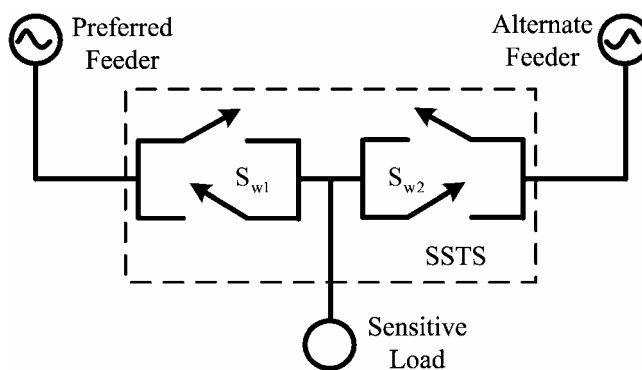 Preferred
Feeder
Alternate
Feeder
S_w1
S_w2
SSTS
Sensitive
Load